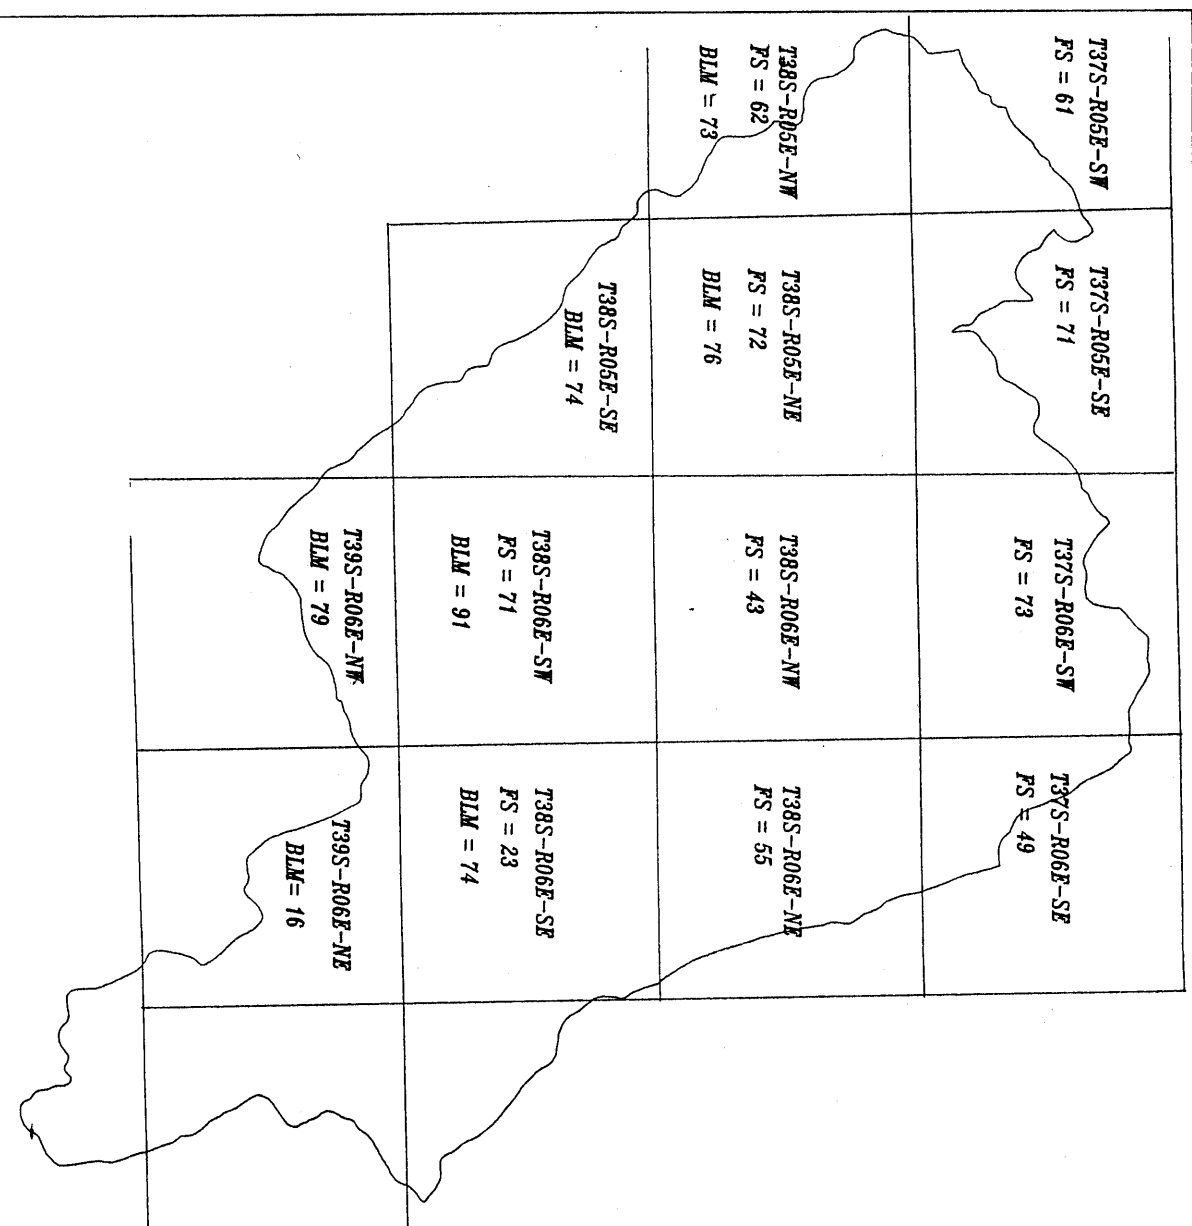 T37S-R05E-SW
FS = 61
T37S-R05E-SE
FS = 71
T37S-R06E-SW
FS = 73
T37S-R06E-SE
FS = 49
T38S-R05E-NW
FS = 62
BLM = 73
T38S-R05E-NE
FS = 72
BLM = 76
T38S-R06E-NW
FS = 43
T38S-R06E-NE
FS = 55
T38S-R05E-SE
BLM = 74
T38S-R06E-SW
FS = 71
BLM = 91
T38S-R06E-SE
FS = 23
BLM = 74
T39S-R06E-NW
BLM = 79
T39S-R06E-NE
BLM = 16